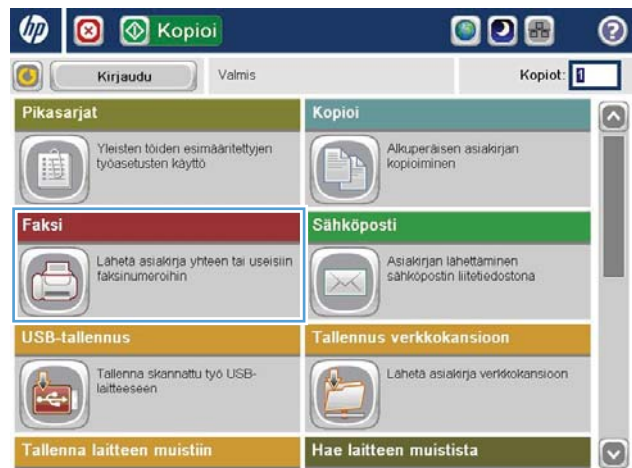 hp
Kopioi
?
Kirjaudu
Valmis
Kopiot: 1
Pikasarjat
Yleisten töiden esimääritettyjen
työasetusten käyttö
Kopioi
Alkuperäisen asiakirjan
kopioiminen
Faksi
Lähetä asiakirja yhteen tai useisiin
faksinumeroihin
Sähköposti
Asiakirjan lähettäminen
sähköpostin liitetiedostona
USB-tallennus
Tallenna skannattu työ USB-
laitteeseen
Tallennus verkkokansioon
Lähetä asiakirja verkkokansioon
Tallenna laitteen muistiin
Hae laitteen muistista